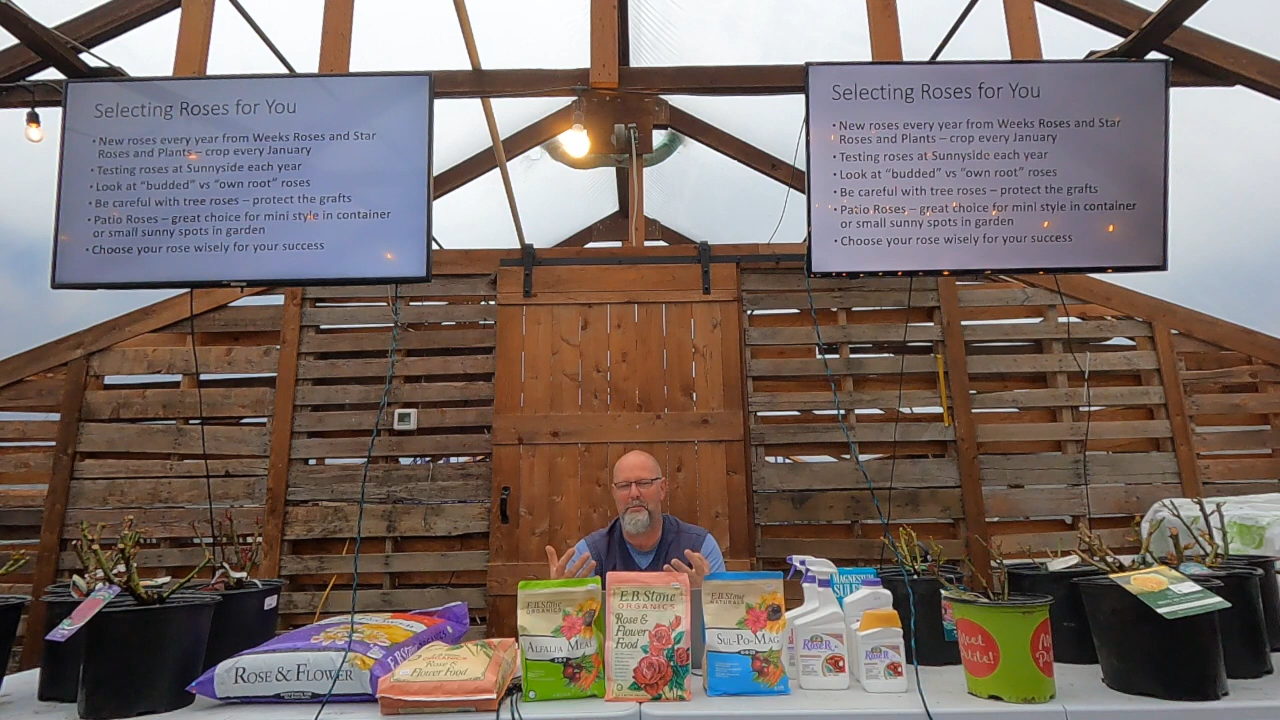 Selecting Roses for You
• New roses every year from Weeks Roses and Star
Roses and Plants – crop every January
• Testing roses at Sunnyside each year
• Look at “budded” vs “own root” roses
• Be careful with tree roses – protect the grafts
• Patio Roses – great choice for mini style in container
or small sunny spots in garden
• Choose your rose wisely for your success
Selecting Roses for You
• New roses every year from Weeks Roses and Star
Roses and Plants – crop every January
• Testing roses at Sunnyside each year
• Look at “budded” vs “own root” roses
• Be careful with tree roses – protect the grafts
• Patio Roses – great choice for mini style in container
or small sunny spots in garden
• Choose your rose wisely for your success
ROSE & FLOWER
ORGANICS
Rose &
Flower Food
E.B. Stone
ORGANICS
ALFALFA MEAL
E.B. Stone
ORGANICS
Rose &
Flower
Food
E.B. Stone
NATURALS
SUL-PO-MAG
MAGNESIUM
Rose Rx
Rose Rx